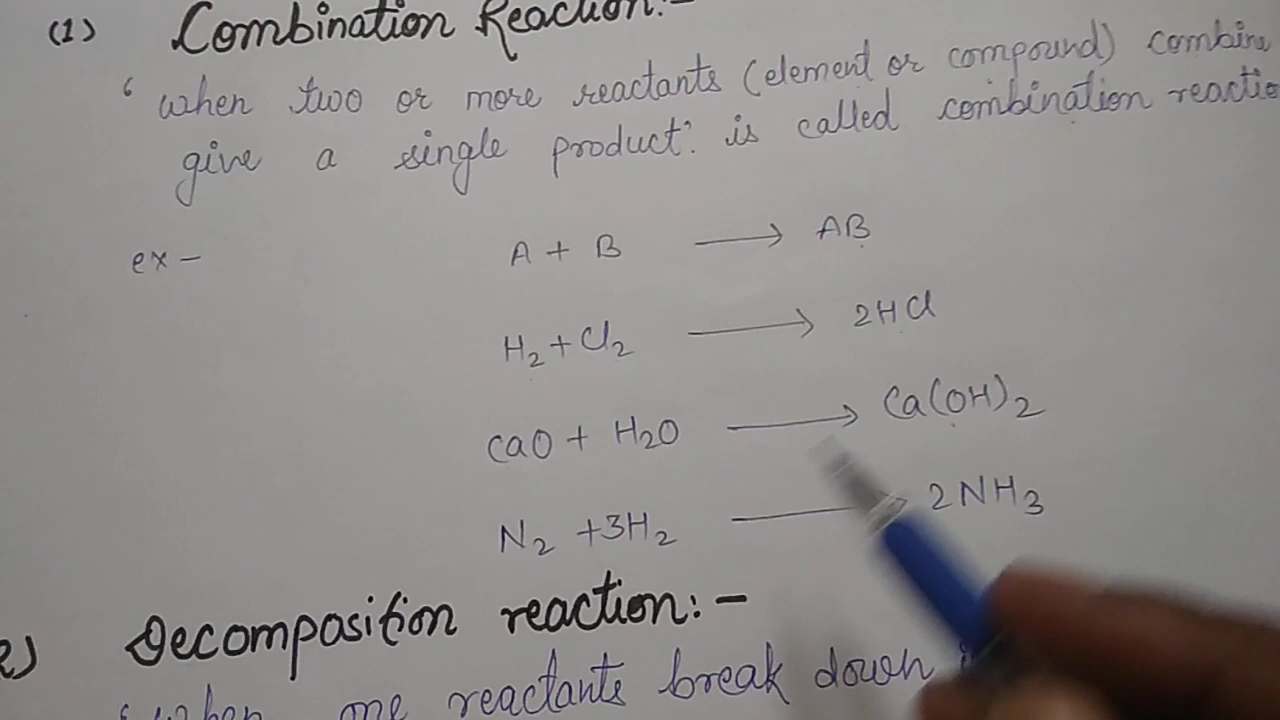 (1) Combination Reaction:-
" when two or more reactants (element or compound) combine
give a single product". is called combination reactio
ex - A + B → AB
H₂ + Cl₂ → 2HCl
CaO + H₂O → Ca(OH)₂
N₂ + 3H₂ → 2NH₃
2) Decomposition reaction:-
" when one reactants break down